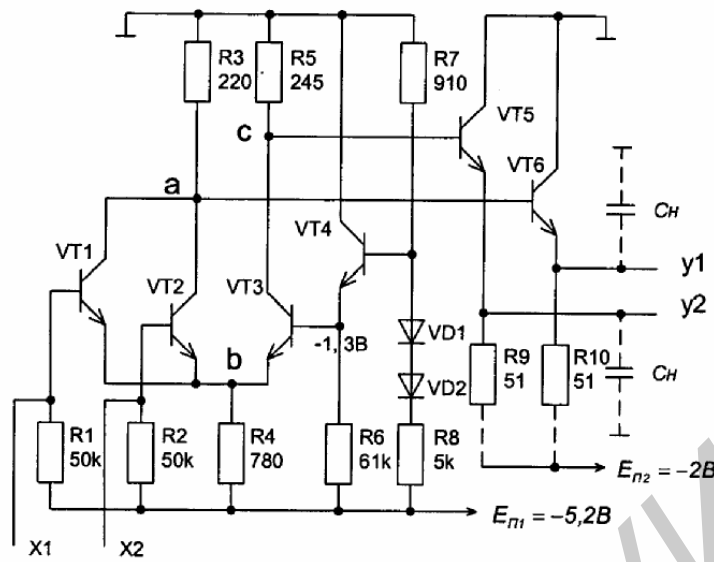 R3
220
R5
245
R7
910
VT5
c
VT6
a
Cн
VT4
VT1
VT2
VT3
y1
y2
b
-1, 3В
VD1
VD2
R9
51
R10
51
Cн
R1
50k
R2
50k
R4
780
R6
61k
R8
5k
EП2 = −2В
EП1 = −5,2В
X1
X2